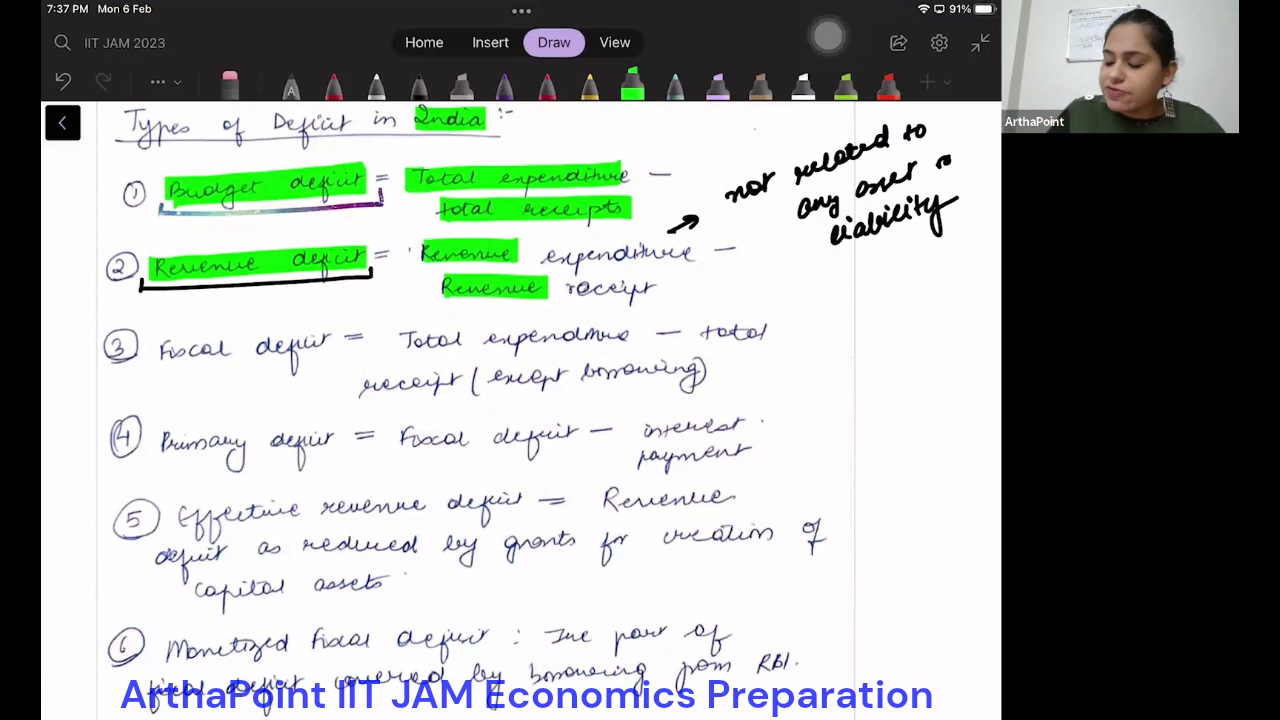 7:37 PM Mon 6 Feb
91%
IIT JAM 2023
Home Insert Draw View
A
ArthaPoint
Types of Deficit in India :-
① Budget deficit = Total expenditure —
total receipts
② Revenue deficit = Revenue expenditure —
Revenue receipt
→ not related to
any asset or
liability
③ Fiscal deficit = Total expenditure — total
receipt (except borrowing)
④ Primary deficit = Fiscal deficit — interest
payment
⑤ Effective revenue deficit = Revenue
deficit as reduced by grants for creation of
capital assets
⑥ Monetized fiscal deficit : The part of
fiscal deficit covered by borrowing from RBI.
ArthaPoint IIT JAM Economics Preparation